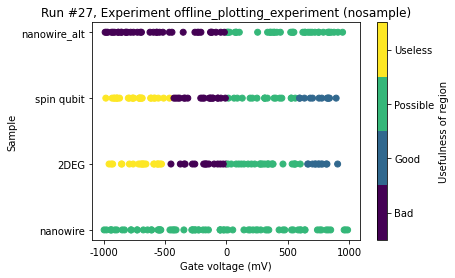 Run #27, Experiment offline_plotting_experiment (nosample)
nanowire_alt
spin qubit
2DEG
nanowire
Sample
-1000
-500
0
500
1000
Gate voltage (mV)
Useless
Possible
Good
Bad
Usefulness of region